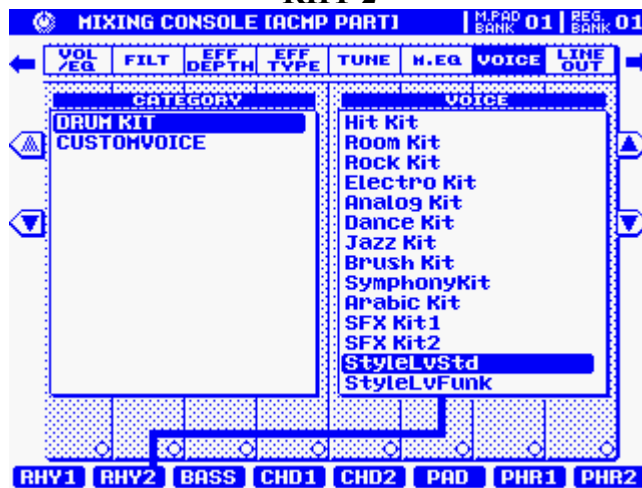 RHY 2
MIXING CONSOLE [ACMP PART]
M.PAD BANK 01
REG. BANK 01
VOL /EQ
FILT
EFF DEPTH
EFF TYPE
TUNE
M.EQ
VOICE
LINE OUT
CATEGORY
DRUM KIT
CUSTOMVOICE
VOICE
Hit Kit
Room Kit
Rock Kit
Electro Kit
Analog Kit
Dance Kit
Jazz Kit
Brush Kit
SymphonyKit
Arabic Kit
SFX Kit1
SFX Kit2
StyleLvStd
StyleLvFunk
RHY1 RHY2 BASS CHD1 CHD2 PAD PHR1 PHR2